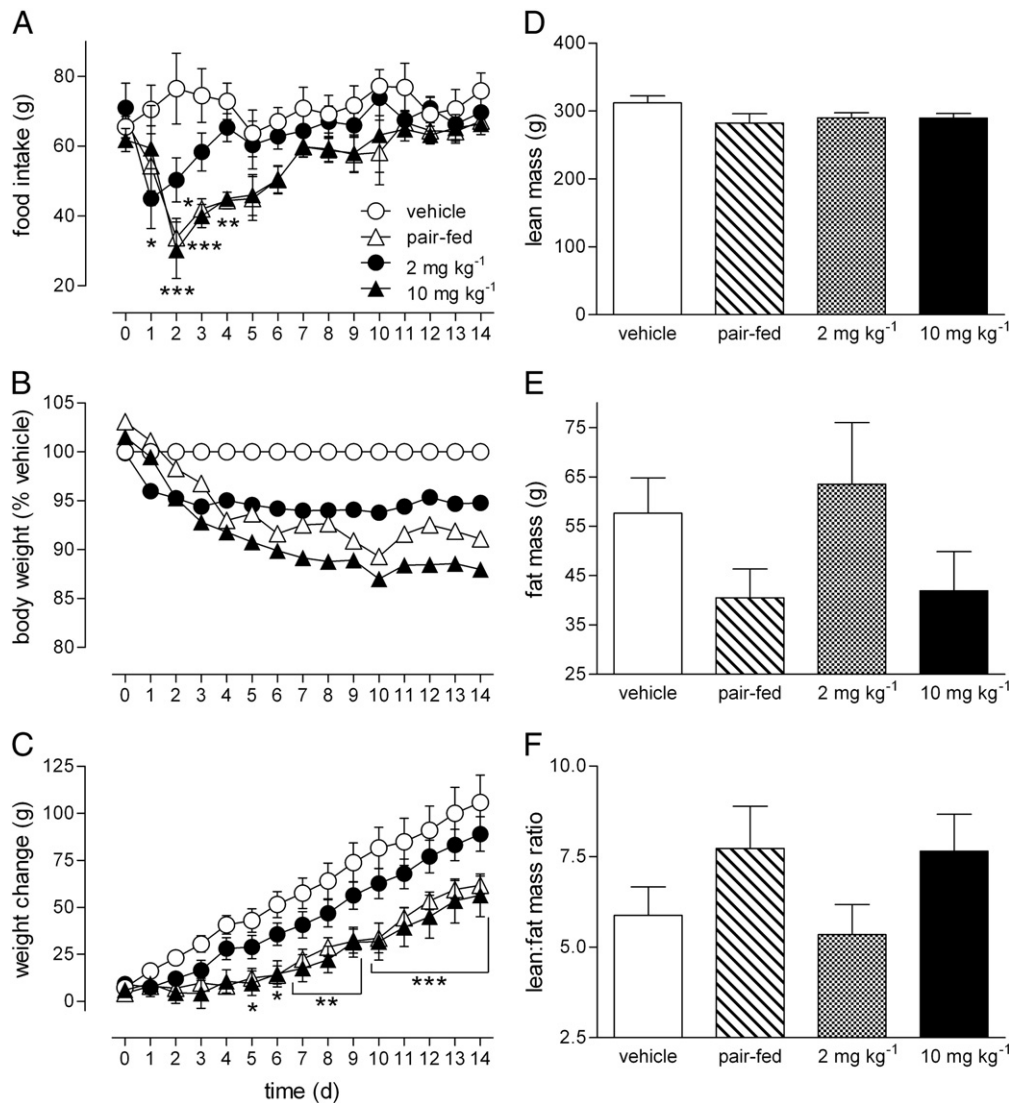 A
food intake (g)
80
60
40
20
*
***
*
***
**
vehicle
pair-fed
2 mg kg⁻¹
10 mg kg⁻¹
0 1 2 3 4 5 6 7 8 9 10 11 12 13 14
B
body weight (% vehicle)
105
100
95
90
85
80
0 1 2 3 4 5 6 7 8 9 10 11 12 13 14
C
weight change (g)
125
100
75
50
25
0
*
*
**
***
0 1 2 3 4 5 6 7 8 9 10 11 12 13 14
time (d)
D
lean mass (g)
400
300
200
100
0
vehicle pair-fed 2 mg kg⁻¹ 10 mg kg⁻¹
E
fat mass (g)
75
65
55
45
35
25
vehicle pair-fed 2 mg kg⁻¹ 10 mg kg⁻¹
F
lean:fat mass ratio
10.0
7.5
5.0
2.5
vehicle pair-fed 2 mg kg⁻¹ 10 mg kg⁻¹